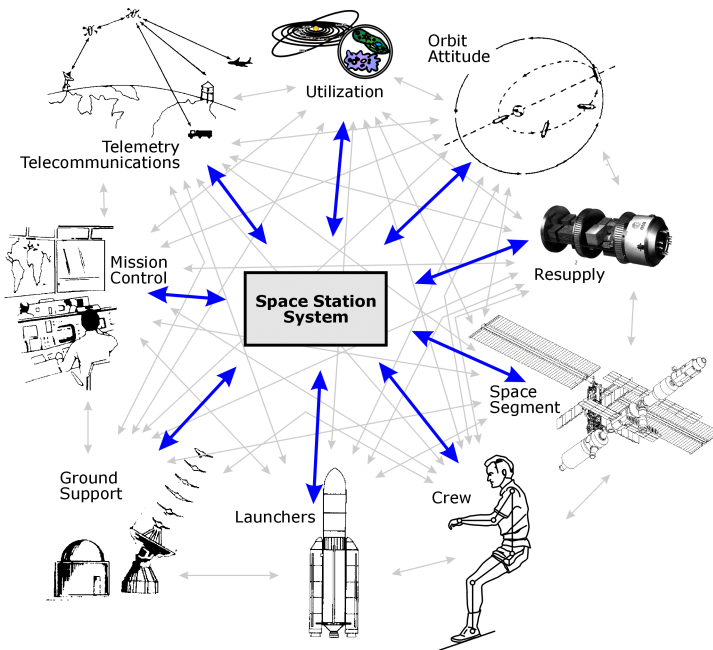 Utilization
Orbit
Attitude
Telemetry
Telecommunications
Mission
Control
Resupply
Space Station
System
Space
Segment
Ground
Support
Launchers
Crew